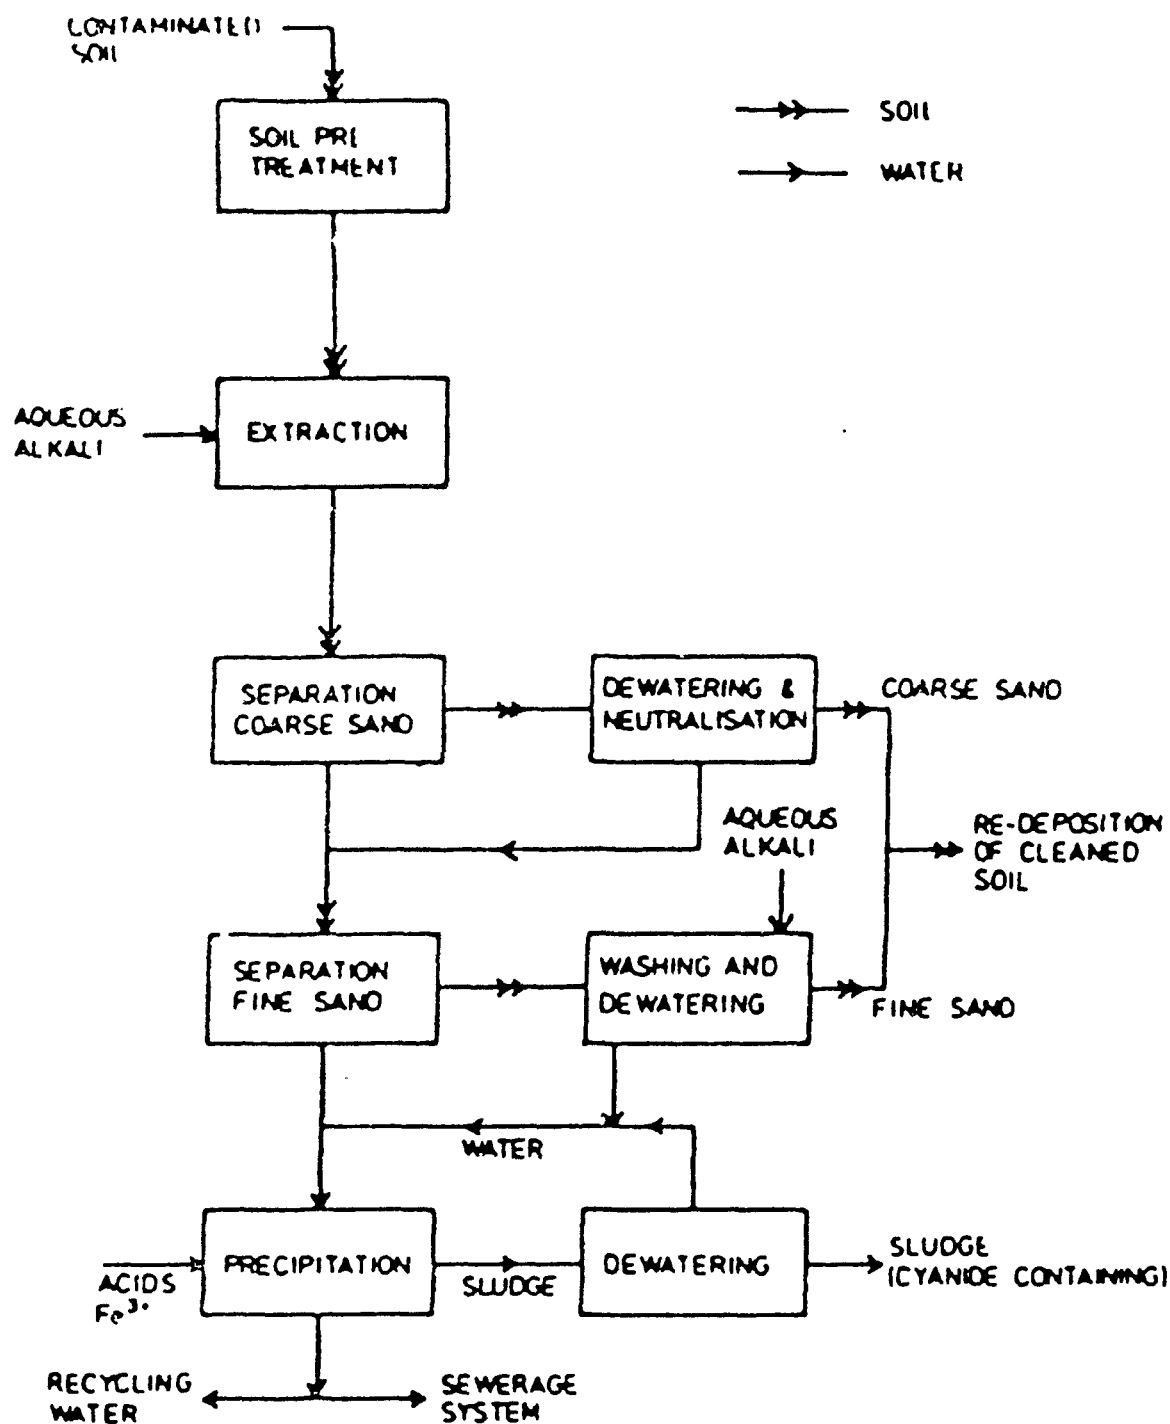 CONTAMINATED
SOIL
SOIL PRE
TREATMENT
SOIL
WATER
AQUEOUS
ALKALI
EXTRACTION
SEPARATION
COARSE SAND
DEWATERING &
NEUTRALISATION
COARSE SAND
AQUEOUS
ALKALI
RE-DEPOSITION
OF CLEANED
SOIL
SEPARATION
FINE SAND
WASHING AND
DEWATERING
FINE SAND
WATER
PRECIPITATION
ACIDS
Fe³⁺
SLUDGE
DEWATERING
SLUDGE
(CYANIDE CONTAINING)
RECYCLING
WATER
SEWERAGE
SYSTEM